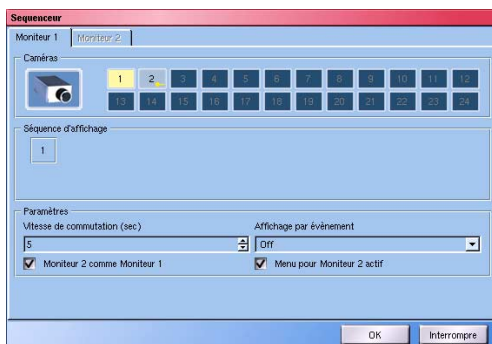 Sequenceur
Moniteur 1 Moniteur 2
Caméras
1 2 3 4 5 6 7 8 9 10 11 12
13 14 15 16 17 18 19 20 21 22 23 24
Séquence d'affichage
1
Paramètres
Vitesse de commutation (sec) Affichage par évènement
5 Off
Moniteur 2 comme Moniteur 1 Menu pour Moniteur 2 actif
OK Interrompre